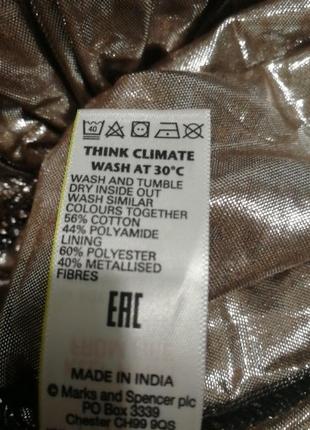 40
THINK CLIMATE
WASH AT 30°C
WASH AND TUMBLE
DRY INSIDE OUT
WASH SIMILAR
COLOURS TOGETHER
56% COTTON
44% POLYAMIDE
LINING
60% POLYESTER
40% METALLISED
FIBRES
EAC
MADE IN INDIA
© Marks and Spencer plc
PO Box 3339
Chester CH99 9QS